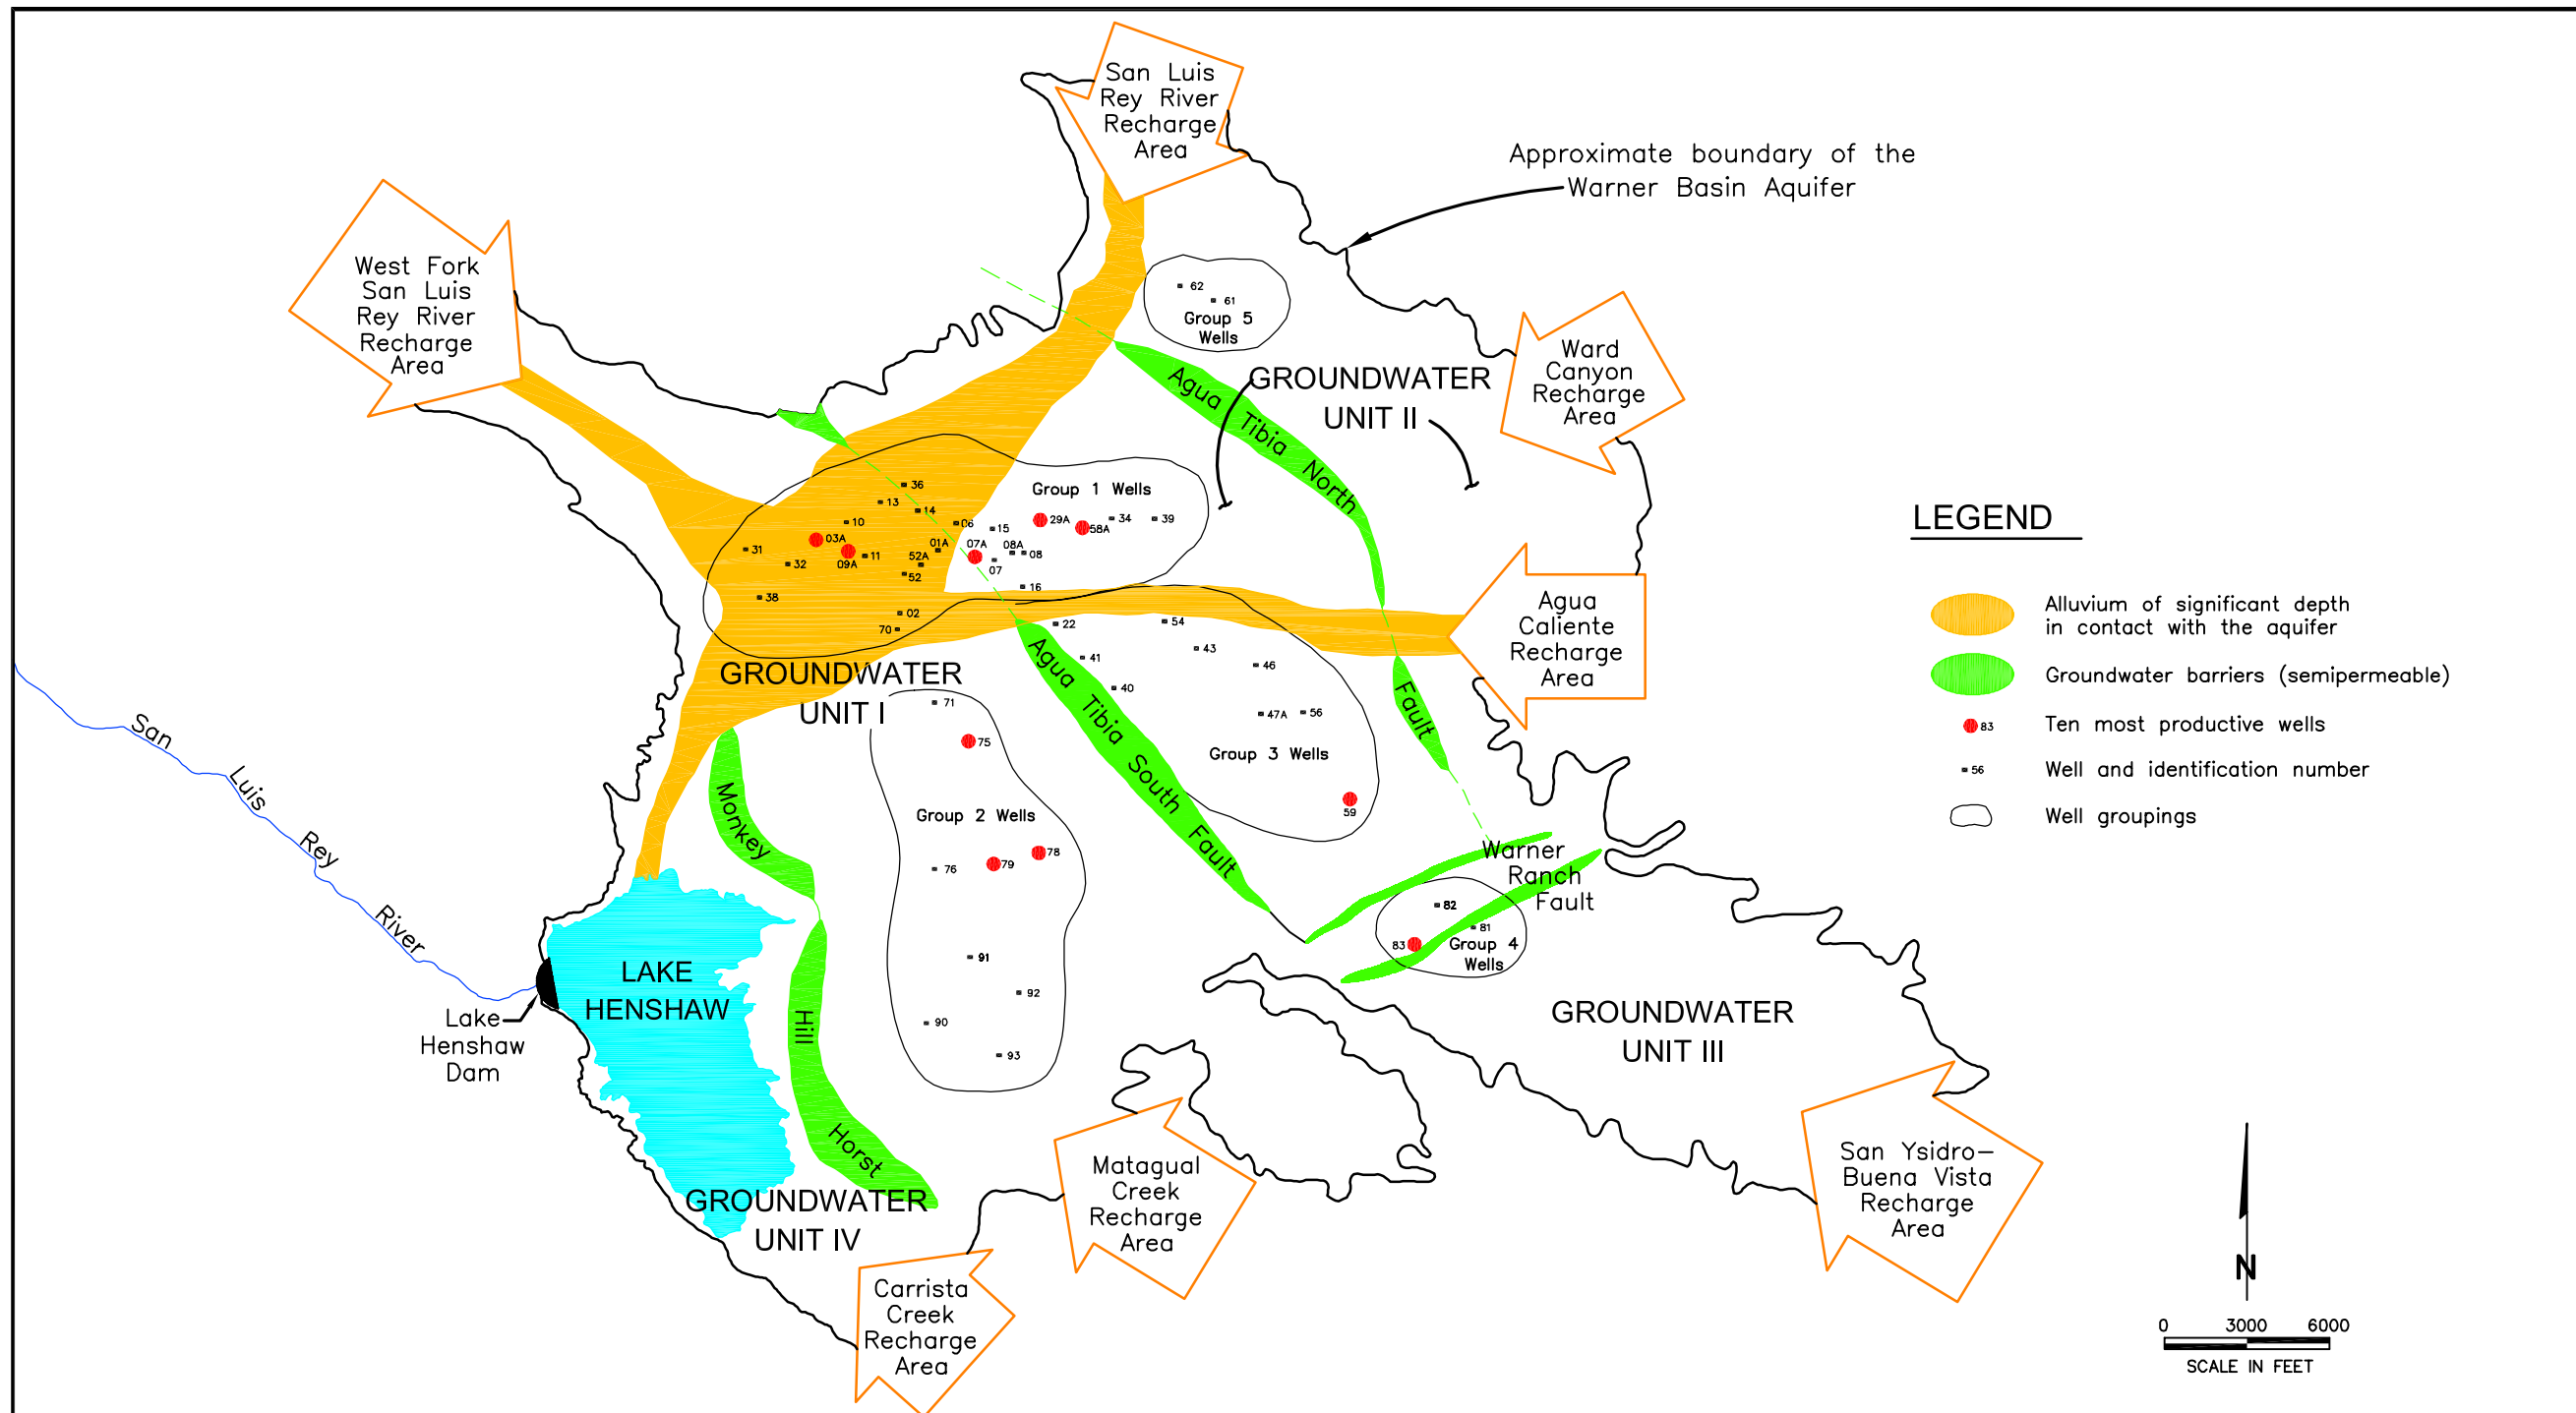 San Luis
Rey River
Recharge
Area
Approximate boundary of the
Warner Basin Aquifer
West Fork
San Luis
Rey River
Recharge
Area
62
61
Group 5
Wells
Ward
Canyon
Recharge
Area
GROUNDWATER
UNIT II
Agua Tibia North
Fault
Group 1 Wells
36
13
14
10
06
15
29A
58A
34
39
31
03A
09A
11
01A
52A
52
07A
08A
08
07
32
38
16
02
70
LEGEND
Alluvium of significant depth
in contact with the aquifer
Groundwater barriers (semipermeable)
83
Ten most productive wells
56
Well and identification number
Well groupings
Agua
Caliente
Recharge
Area
22
54
43
41
46
40
47A
56
Group 3 Wells
59
Agua Tibia South Fault
GROUNDWATER
UNIT I
71
75
Group 2 Wells
78
79
76
91
92
90
93
San Luis Rey River
Monkey
Hill
Horst
Warner
Ranch
Fault
82
81
83
Group 4
Wells
LAKE
HENSHAW
Lake
Henshaw
Dam
GROUNDWATER
UNIT III
GROUNDWATER
UNIT IV
Matagual
Creek
Recharge
Area
San Ysidro-
Buena Vista
Recharge
Area
Carrista
Creek
Recharge
Area
N
0 3000 6000
SCALE IN FEET